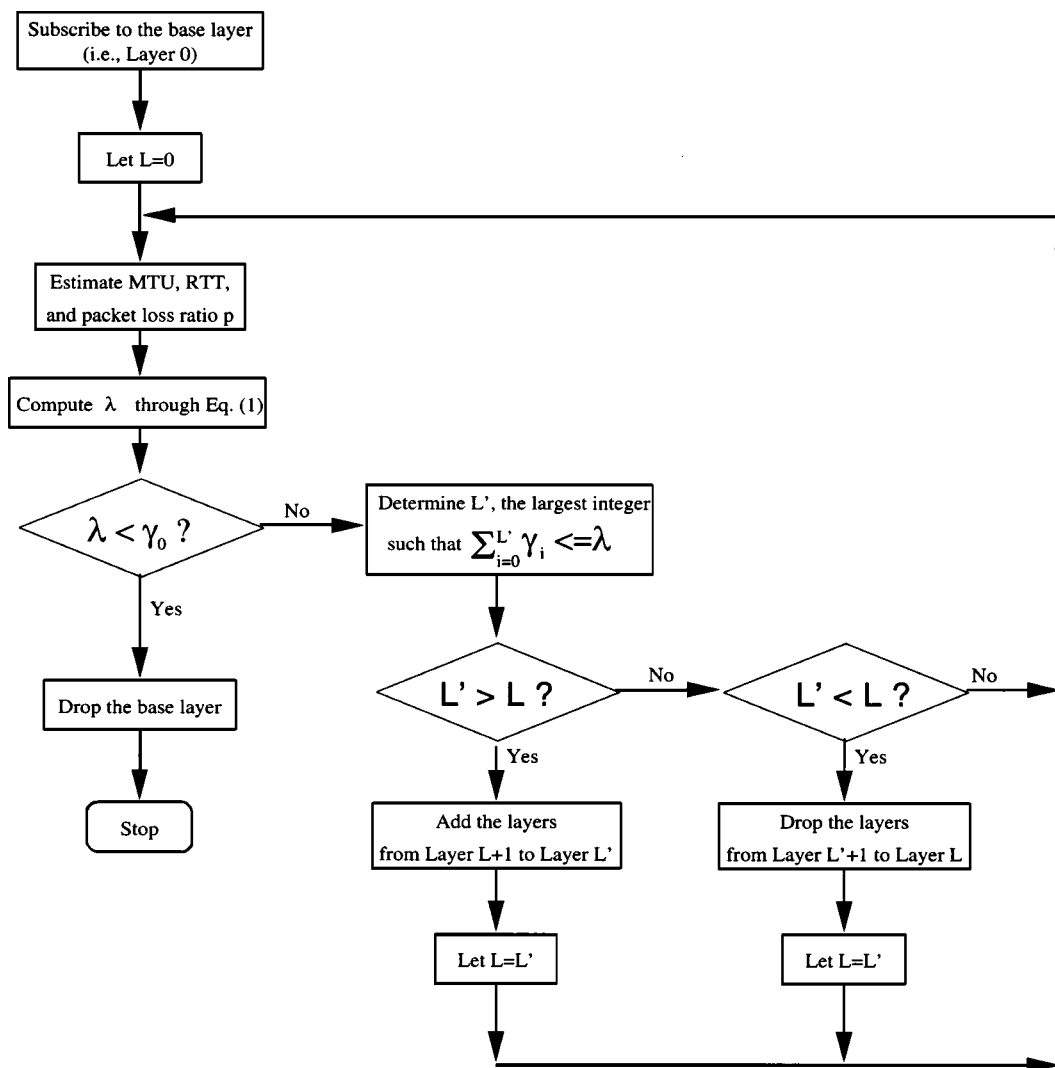 Subscribe to the base layer
(i.e., Layer 0)
Let L=0
Estimate MTU, RTT,
and packet loss ratio p
Compute λ through Eq. (1)
λ < γ₀ ?
No
Yes
Drop the base layer
Stop
Determine L’, the largest integer
such that ∑_{i=0}^{L’} γ_i <=λ
L’ > L ?
No
Yes
Add the layers
from Layer L+1 to Layer L’
Let L=L’
L’ < L ?
No
Yes
Drop the layers
from Layer L’+1 to Layer L
Let L=L’